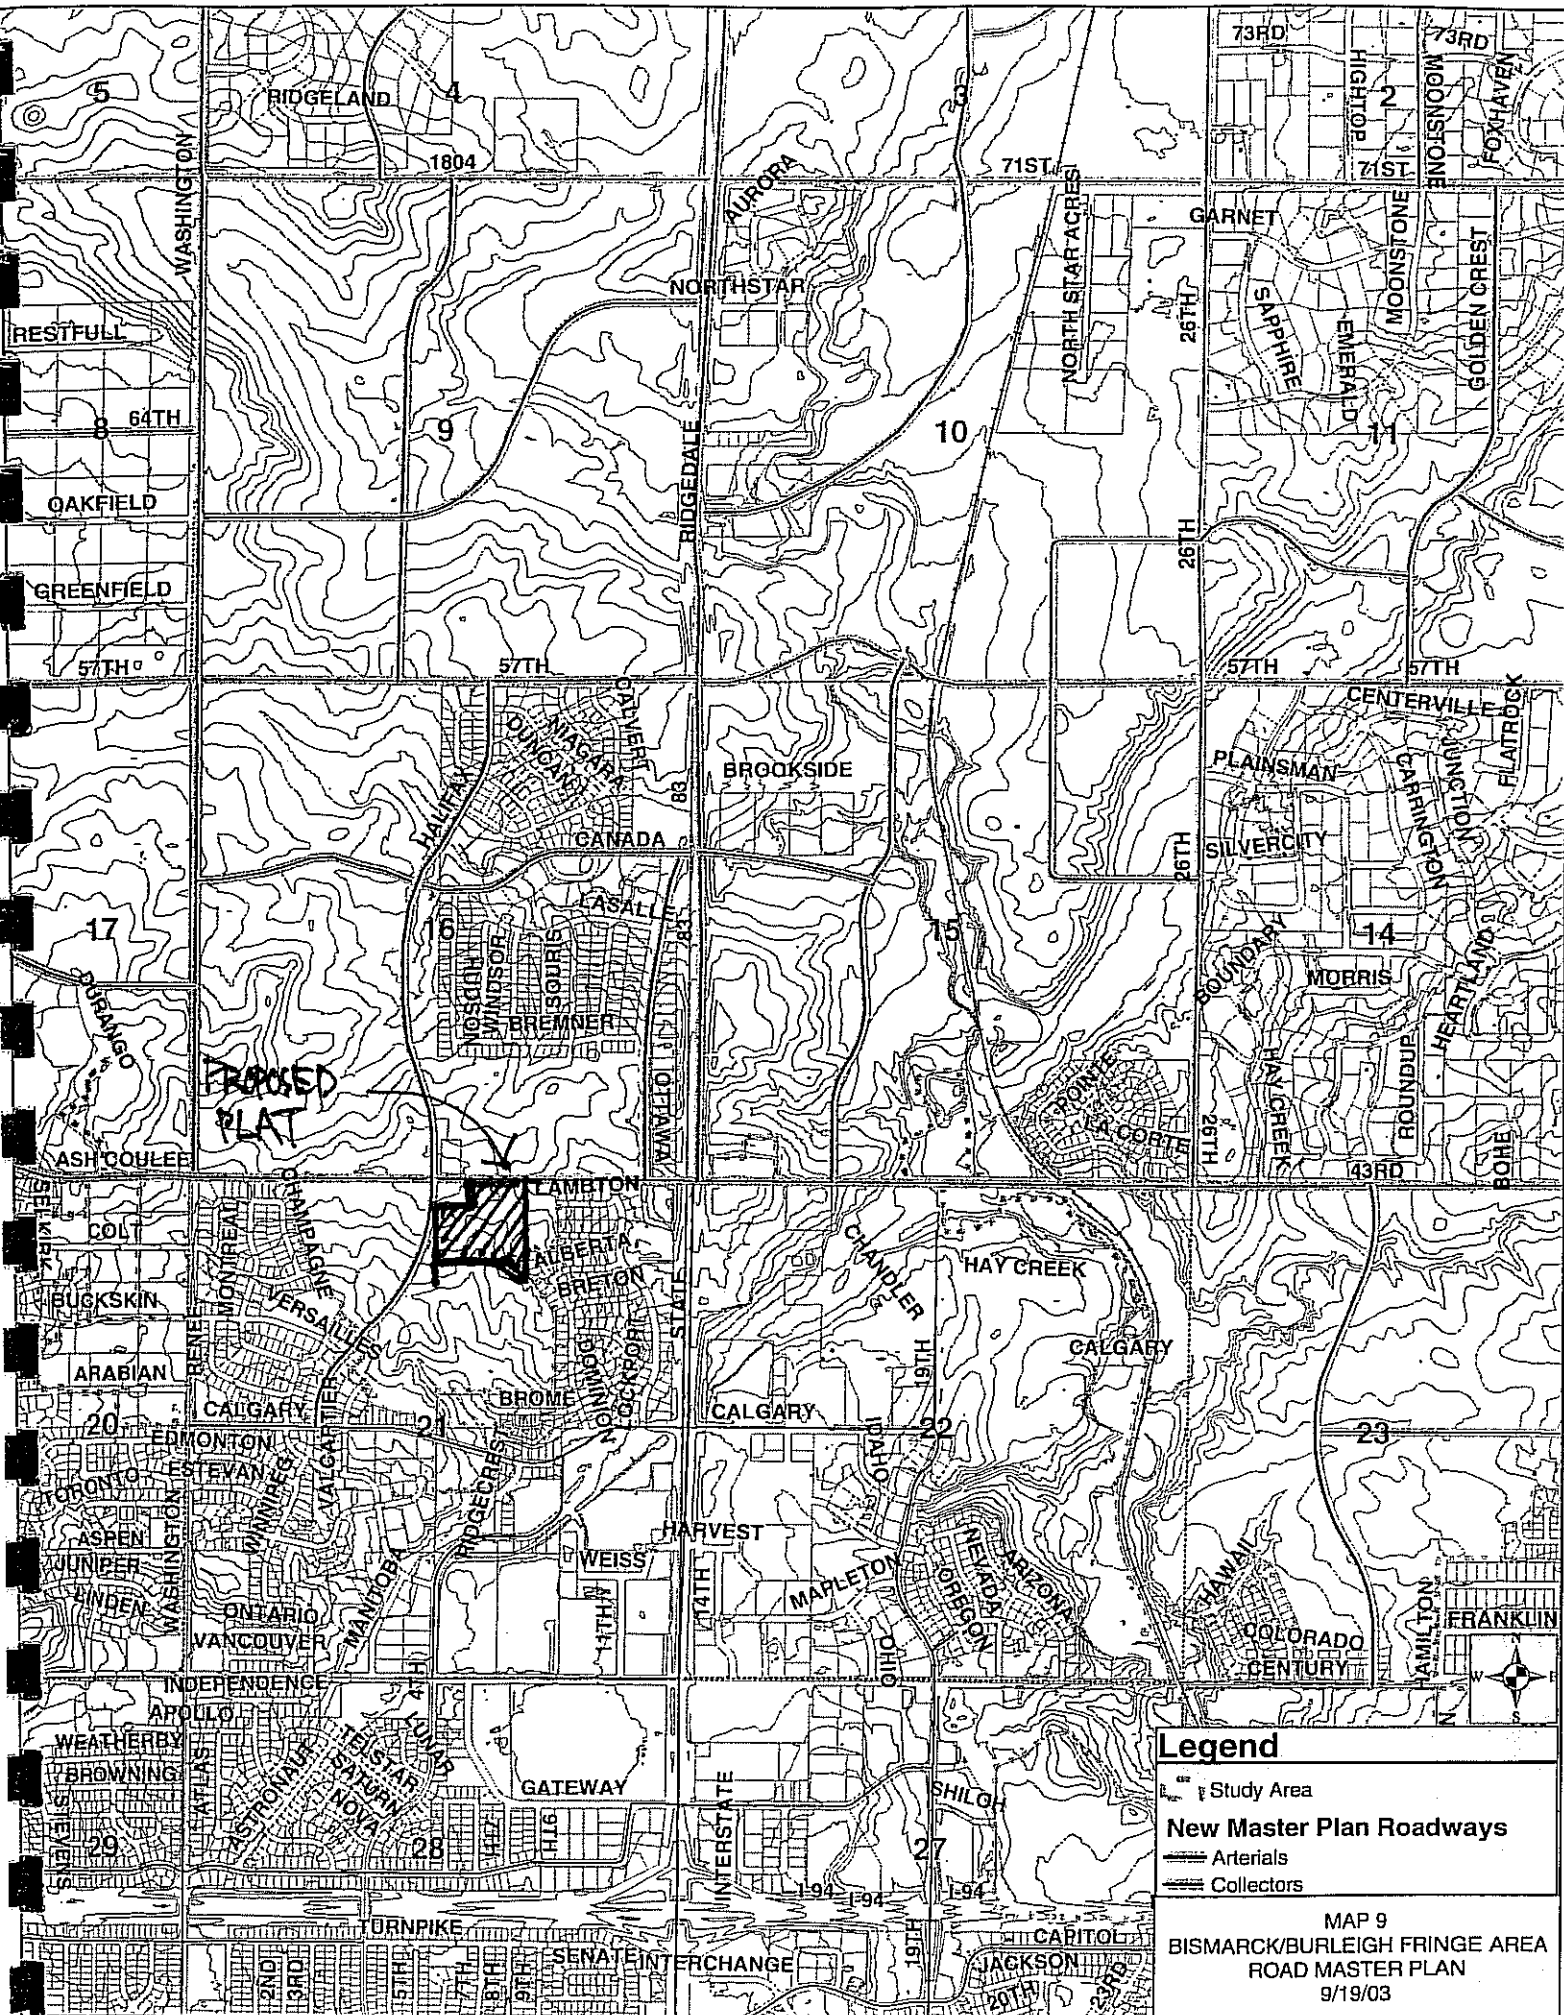 73RD
73RD
5
RIDGELAND
4
3
HIGHTOP
2
MOONSTONE
FOXHAVEN
WASHINGTON
1804
AURORA
71ST
71ST
NORTH STAR ACRES
GARNET
MOONSTONE
NORTHSTAR
SAPPHIRE
EMERALD
GOLDEN CREST
26TH
RESTFULL
8
64TH
9
RIDGEDALE
10
11
OAKFIELD
26TH
GREENFIELD
57TH
57TH
57TH
57TH
CENTERVILLE
CALVERT
NIAGARA
DUNCAN
HALIFAX
83
BROOKSIDE
PLAINSMAN
CARRINGTON
JUNCTION
FLATROCK
CANADA
26TH
SILVER CITY
LASALLE
17
16
83
15
BOUNDARY
14
WINDSOR
SOURIS
MORRIS
HEARTLAND
DURANGO
BREMNER
PROPOSED
PLAT
OTTAWA
POINTE
LA CORTE
26TH
HAY CREEK
ROUNDUP
BOHE
ASH COULEE
43RD
SELKIRK
CHAMPAGNE
LAMBTON
COLT
MONTREAL
ALBERTA
CHANDLER
HAY CREEK
BUCKSKIN
BRETON
VERSAILLES
STATE
RENEE
ARABIAN
DOMINION
LOCKPORT
19TH
CALGARY
20
CALGARY
21
BROME
CALGARY
22
23
EDMONTON
ESTEVAN
IDAHO
TORONTO
WINNIPEG
VALCARTIER
RIDGECREST
ASPEN
HARVEST
JUNIPER
WASHINGTON
MANITOBA
WEISS
NEVADA
ARIZONA
HAWAII
LINDEN
14TH
MAPLETON
OREGON
HAMILTON
ONTARIO
11TH
FRANKLIN
VANCOUVER
OHIO
COLORADO
CENTURY
INDEPENDENCE
4TH
N
W
E
S
APOLLO
LUNAR
WEATHERBY
TELSTAR
BROWNING
ATLAS
ASTRONAUT
SATURN
GATEWAY
SHILOH
STEVENS
NOVA
29
28
9TH
INTERSTATE
27
I-94
I-94
I-94
TURNPIKE
19TH
CAPITOL
SENATE
INTERCHANGE
JACKSON
2ND
3RD
5TH
7TH
8TH
9TH
20TH
23RD
Legend
Study Area
New Master Plan Roadways
Arterials
Collectors
MAP 9
BISMARCK/BURLEIGH FRINGE AREA
ROAD MASTER PLAN
9/19/03